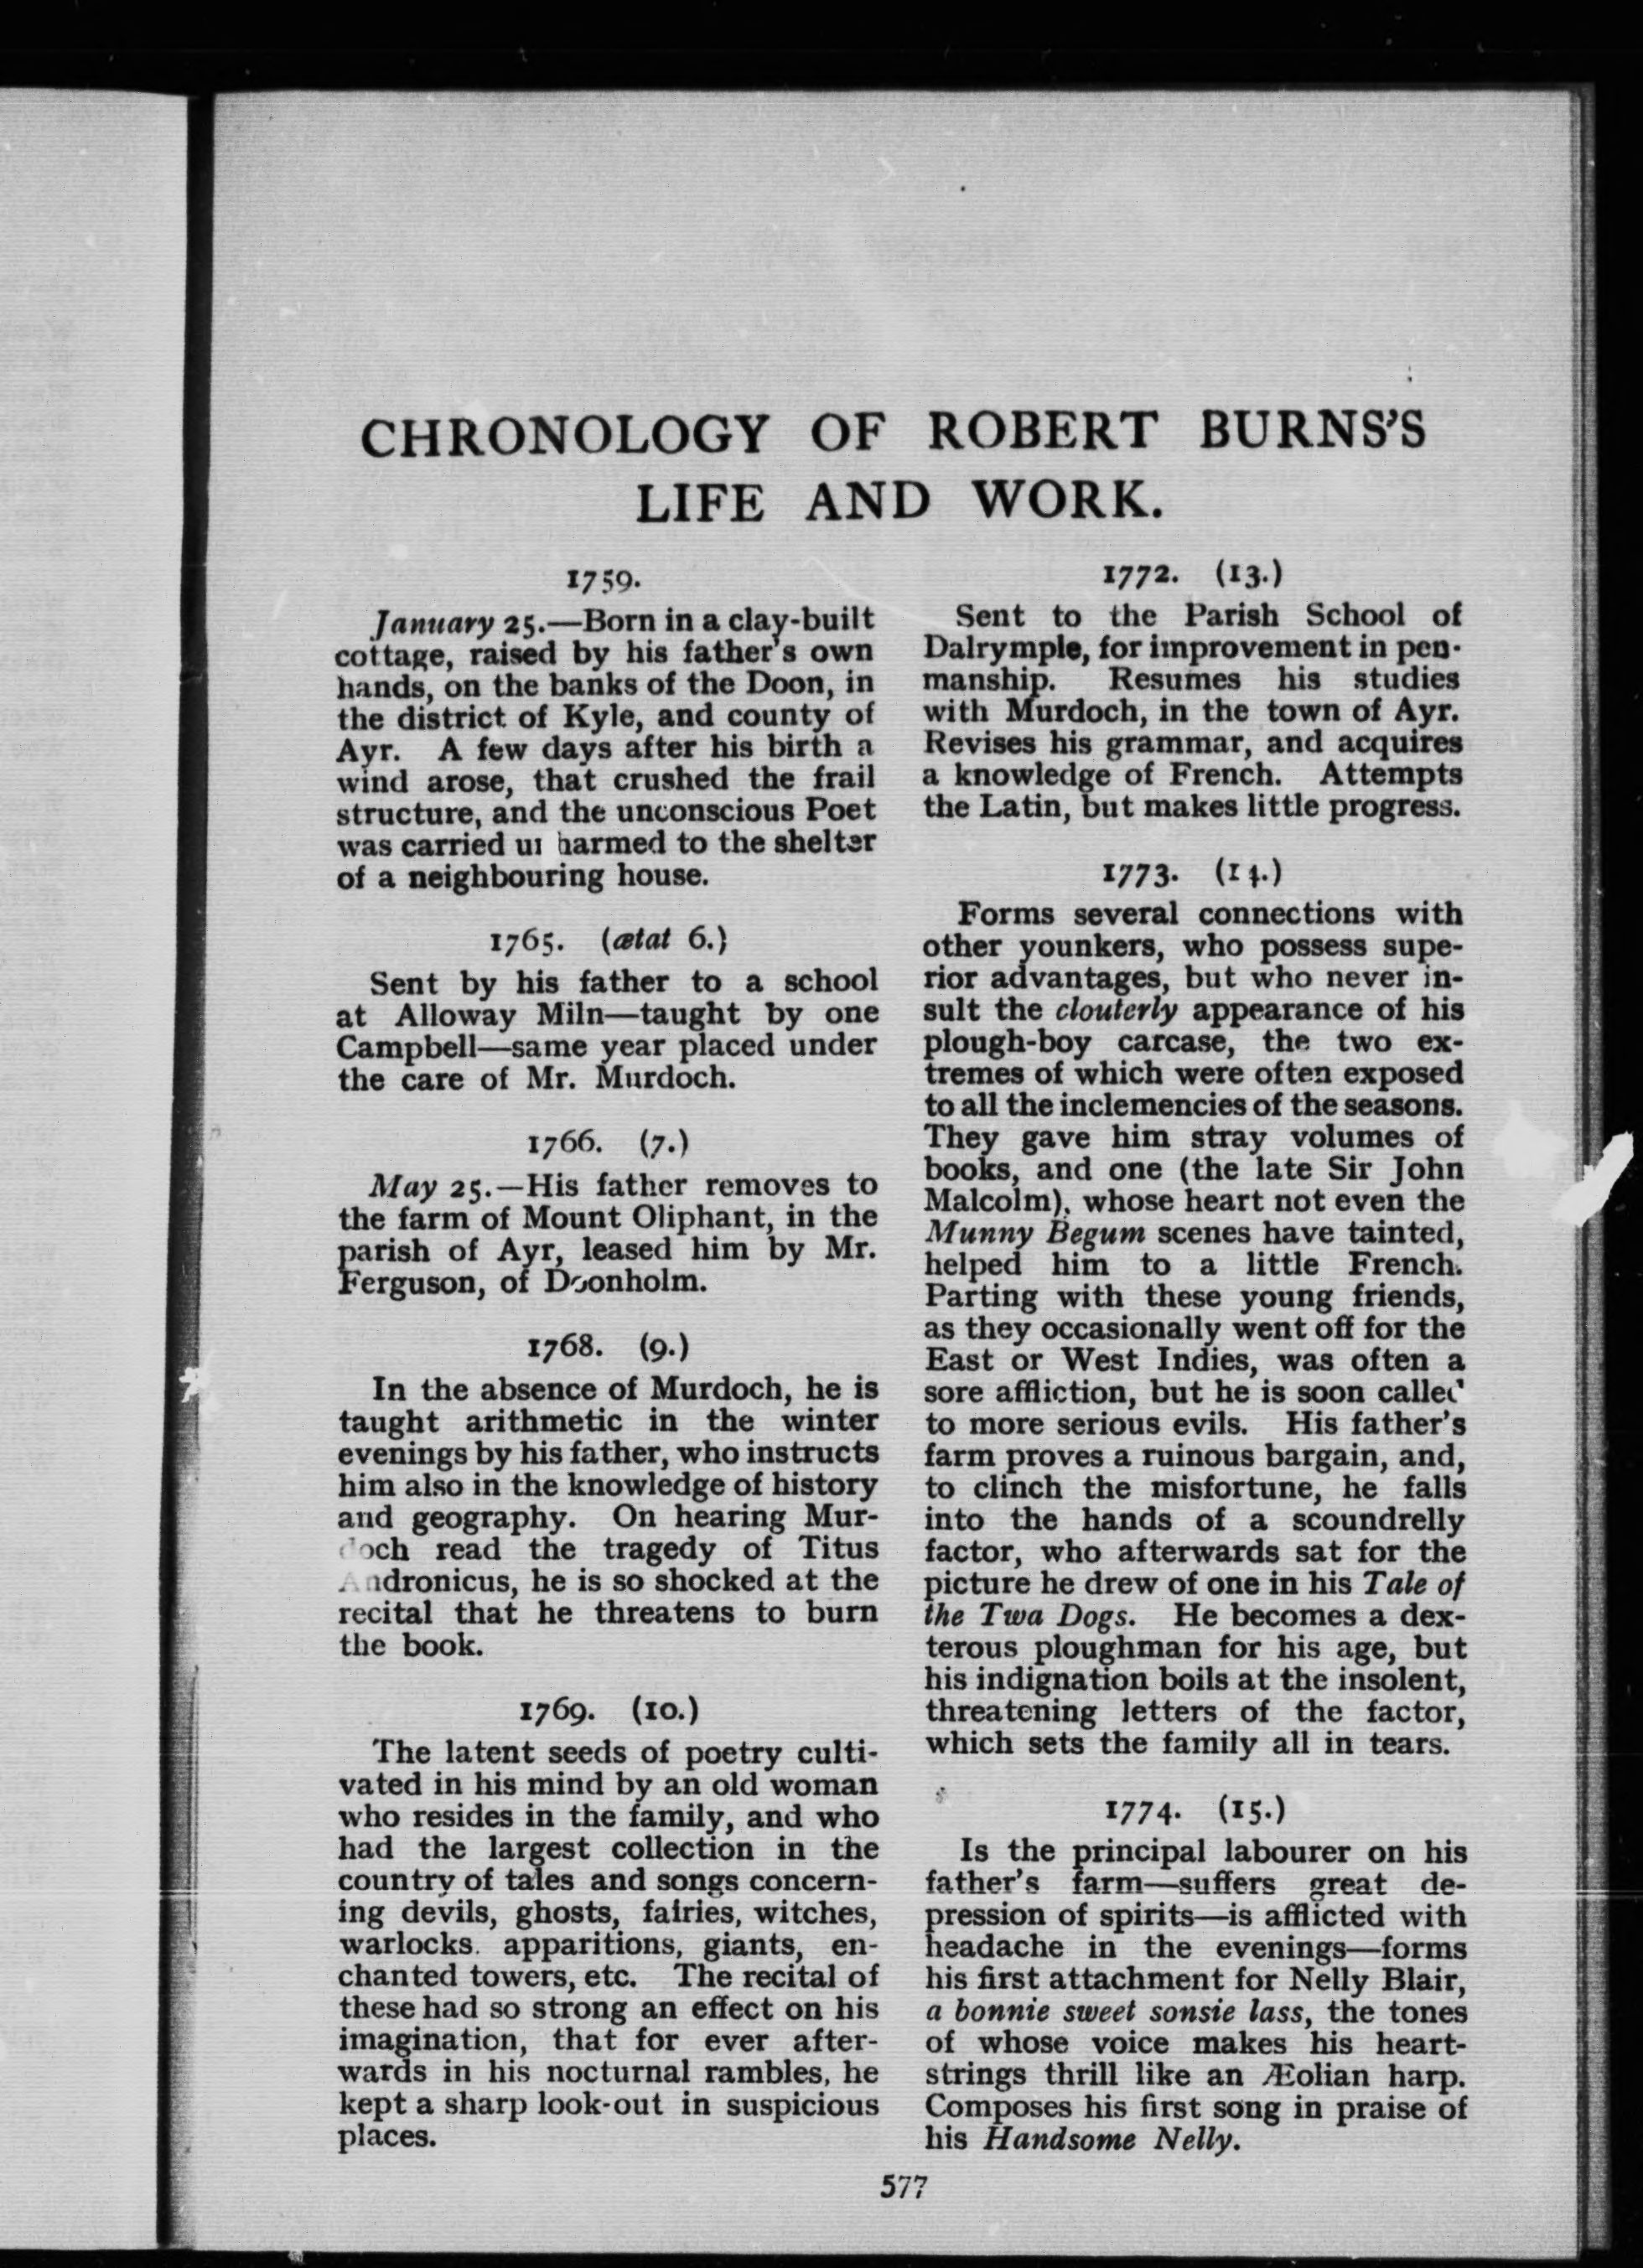 CHRONOLOGY OF ROBERT BURNS'S
LIFE AND WORK.
1759.
January 25.—Born in a clay-built
cottage, raised by his father's own
hands, on the banks of the Doon, in
the district of Kyle, and county of
Ayr. A few days after his birth a
wind arose, that crushed the frail
structure, and the unconscious Poet
was carried unharmed to the shelter
of a neighbouring house.
1765. (ætat 6.)
Sent by his father to a school
at Alloway Miln—taught by one
Campbell—same year placed under
the care of Mr. Murdoch.
1766. (7.)
May 25.—His father removes to
the farm of Mount Oliphant, in the
parish of Ayr, leased him by Mr.
Ferguson, of Doonholm.
1768. (9.)
In the absence of Murdoch, he is
taught arithmetic in the winter
evenings by his father, who instructs
him also in the knowledge of history
and geography. On hearing Mur-
doch read the tragedy of Titus
Andronicus, he is so shocked at the
recital that he threatens to burn
the book.
1769. (10.)
The latent seeds of poetry culti-
vated in his mind by an old woman
who resides in the family, and who
had the largest collection in the
country of tales and songs concern-
ing devils, ghosts, fairies, witches,
warlocks, apparitions, giants, en-
chanted towers, etc. The recital of
these had so strong an effect on his
imagination, that for ever after-
wards in his nocturnal rambles, he
kept a sharp look-out in suspicious
places.
1772. (13.)
Sent to the Parish School of
Dalrymple, for improvement in pen-
manship. Resumes his studies
with Murdoch, in the town of Ayr.
Revises his grammar, and acquires
a knowledge of French. Attempts
the Latin, but makes little progress.
1773. (14.)
Forms several connections with
other younkers, who possess supe-
rior advantages, but who never in-
sult the clouterly appearance of his
plough-boy carcase, the two ex-
tremes of which were often exposed
to all the inclemencies of the seasons.
They gave him stray volumes of
books, and one (the late Sir John
Malcolm), whose heart not even the
Munny Begum scenes have tainted,
helped him to a little French.
Parting with these young friends,
as they occasionally went off for the
East or West Indies, was often a
sore affliction, but he is soon called
to more serious evils. His father's
farm proves a ruinous bargain, and,
to clinch the misfortune, he falls
into the hands of a scoundrelly
factor, who afterwards sat for the
picture he drew of one in his Tale of
the Twa Dogs. He becomes a dex-
terous ploughman for his age, but
his indignation boils at the insolent,
threatening letters of the factor,
which sets the family all in tears.
1774. (15.)
Is the principal labourer on his
father's farm—suffers great de-
pression of spirits—is afflicted with
headache in the evenings—forms
his first attachment for Nelly Blair,
a bonnie sweet sonsie lass, the tones
of whose voice makes his heart-
strings thrill like an Æolian harp.
Composes his first song in praise of
his Handsome Nelly.
577